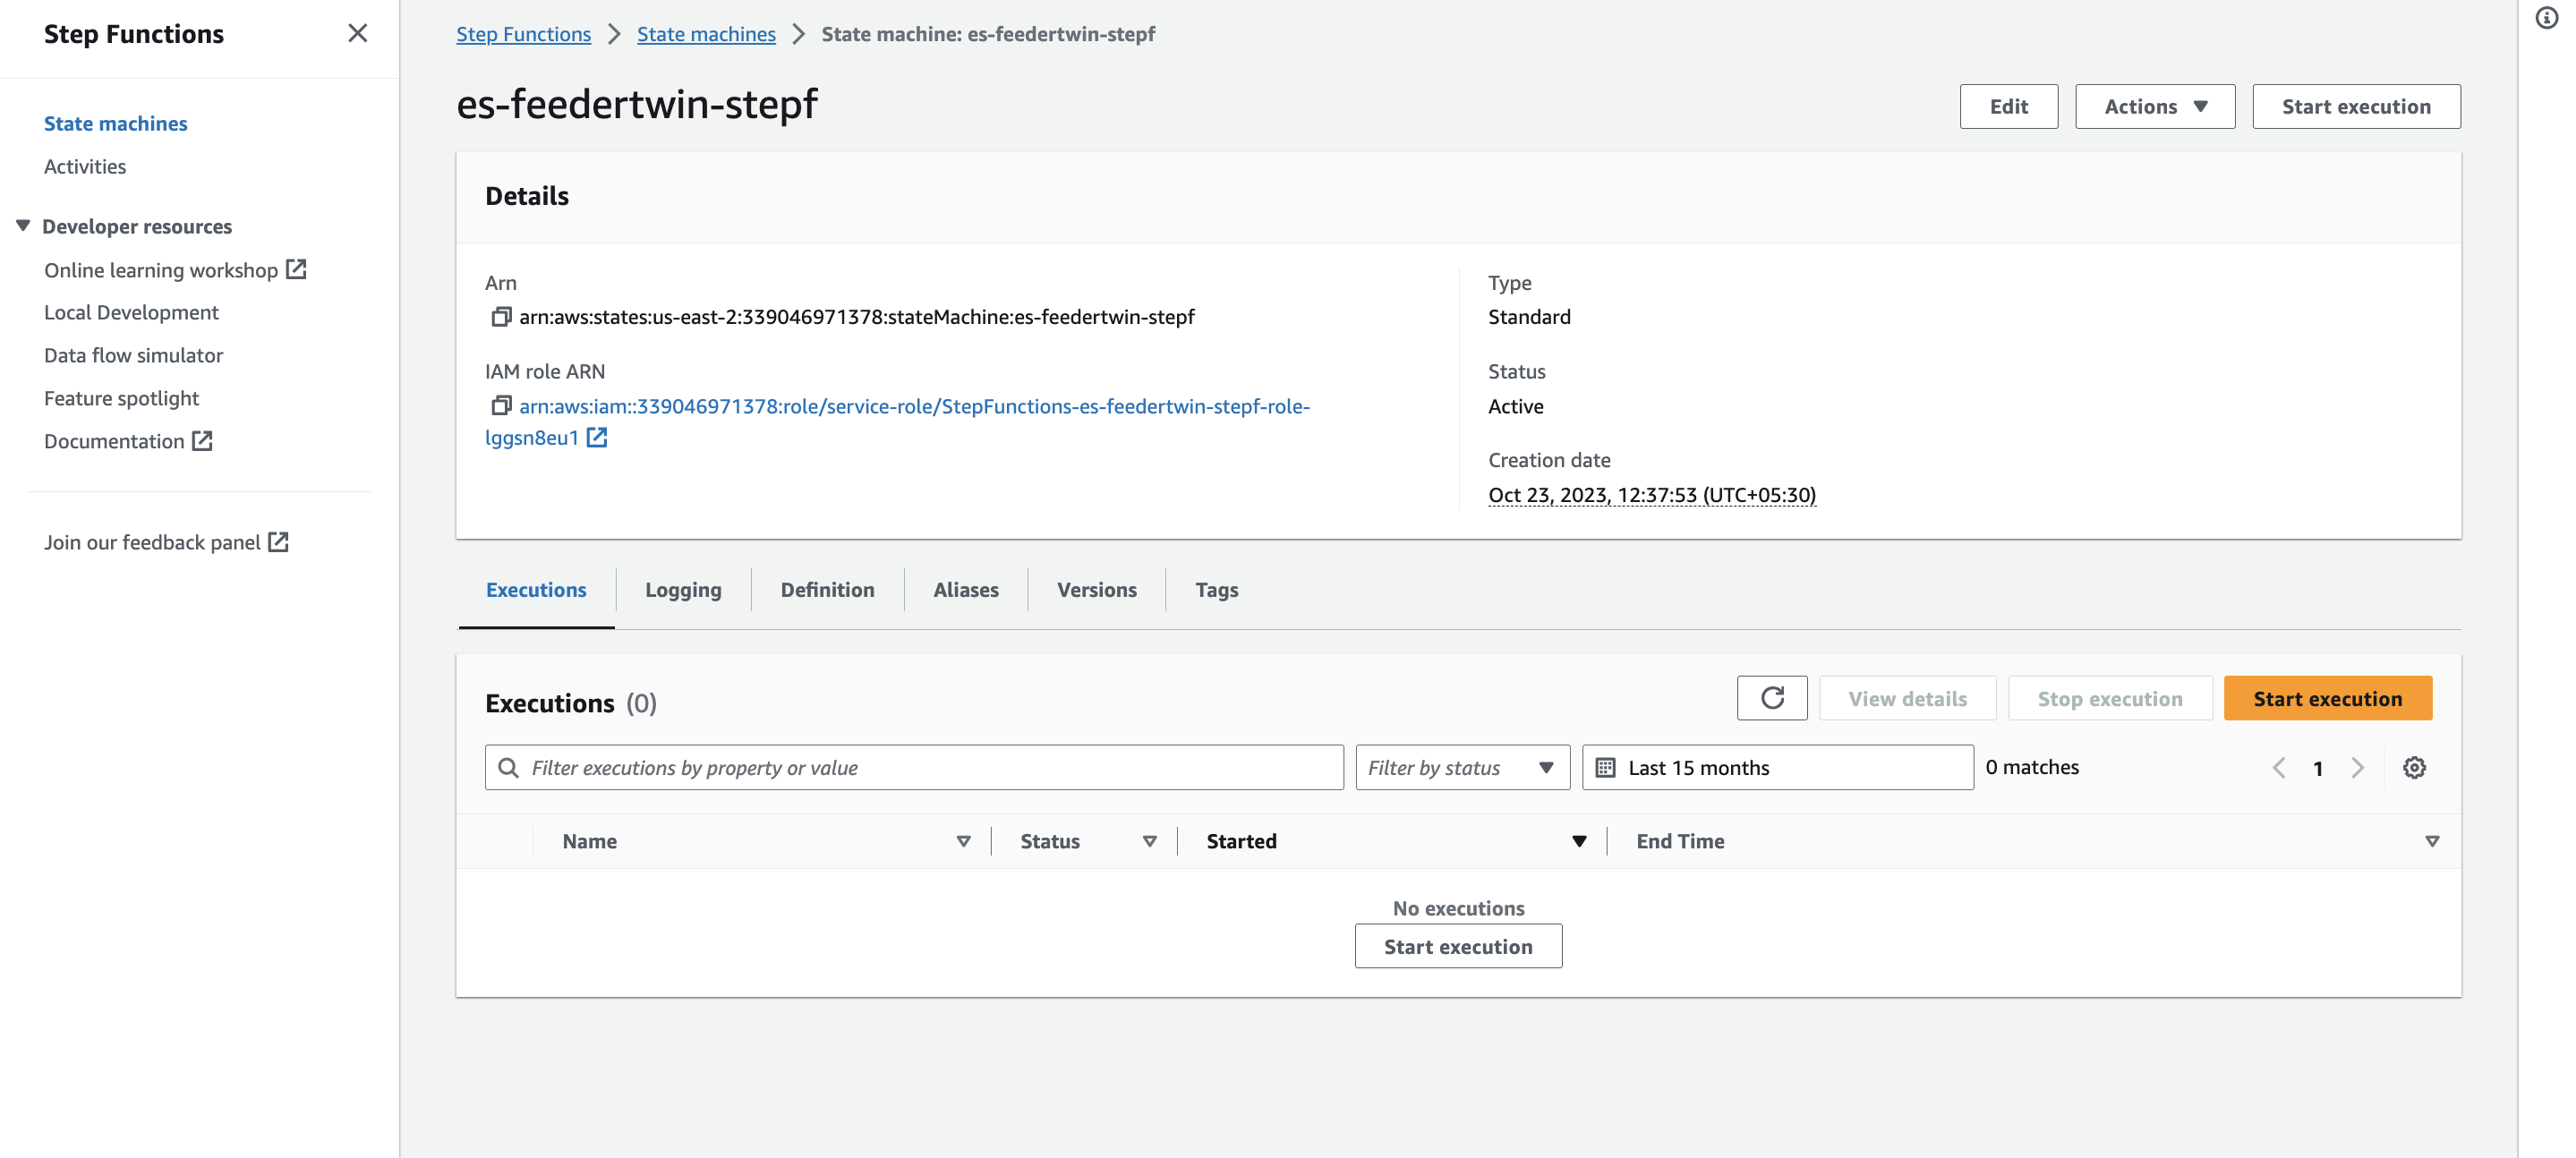 Step Functions
State machines
Activities
Developer resources
Online learning workshop
Local Development
Data flow simulator
Feature spotlight
Documentation
Join our feedback panel
Step Functions State machines State machine: es-feedertwin-stepf
es-feedertwin-stepf
Edit Actions Start execution
Details
Arn
arn:aws:states:us-east-2:339046971378:stateMachine:es-feedertwin-stepf
IAM role ARN
arn:aws:iam::339046971378:role/service-role/StepFunctions-es-feedertwin-stepf-role-
lggsn8eu1
Type
Standard
Status
Active
Creation date
Oct 23, 2023, 12:37:53 (UTC+05:30)
Executions Logging Definition Aliases Versions Tags
Executions (0)
View details Stop execution Start execution
Filter executions by property or value Filter by status Last 15 months 0 matches 1
Name Status Started End Time
No executions
Start execution